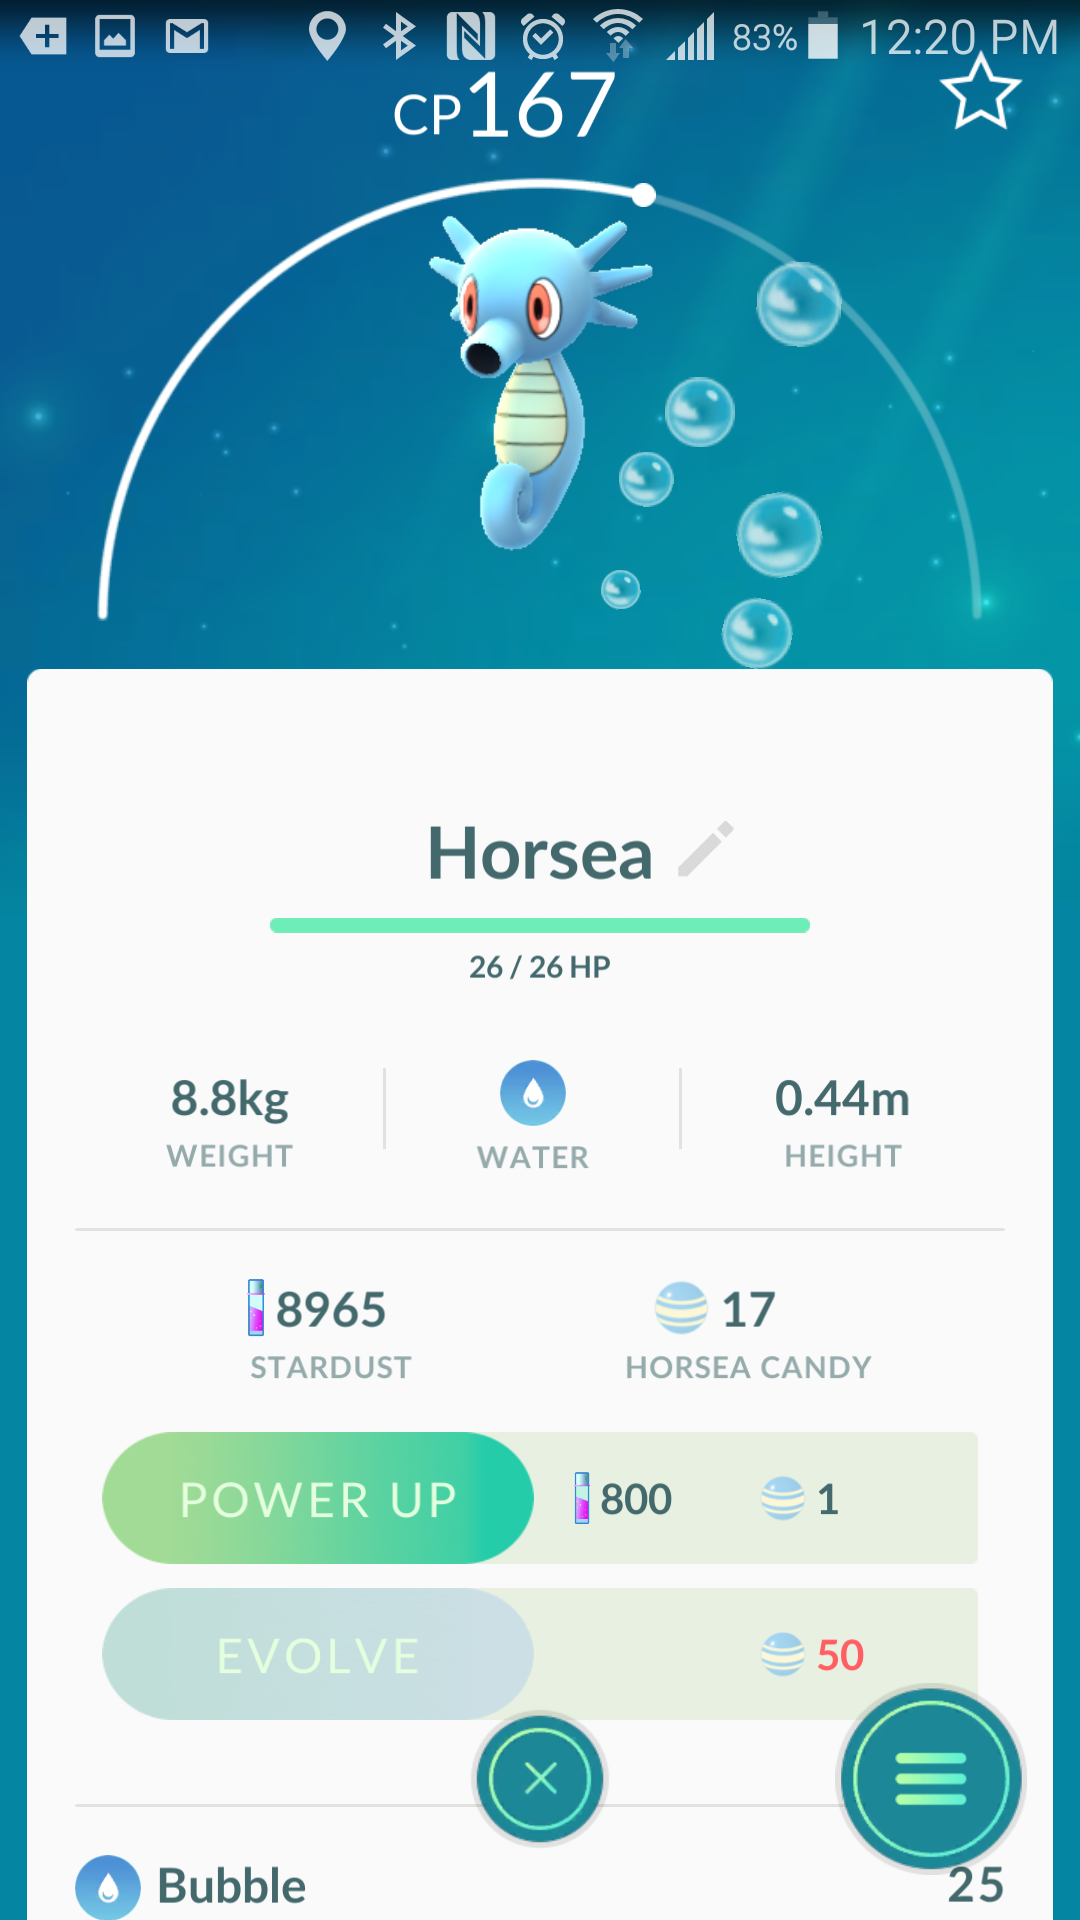 83% 12:20 PM
CP167
Horsea
26 / 26 HP
8.8kg
WEIGHT
WATER
0.44m
HEIGHT
8965
STARDUST
17
HORSEA CANDY
POWER UP 800 1
EVOLVE 50
Bubble 25